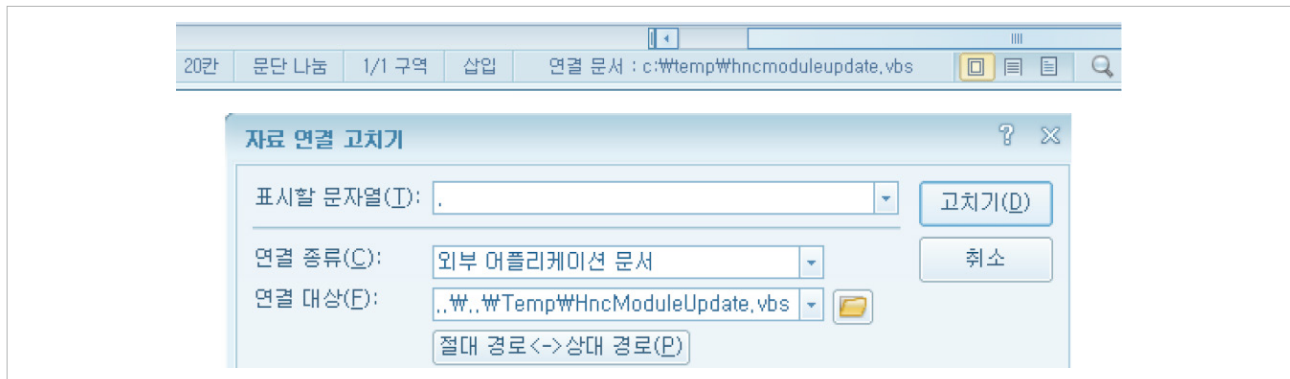 20칸 문단 나눔 1/1 구역 삽입 연결 문서 : c:₩temp₩hncmoduleupdate,vbs
자료 연결 고치기
표시할 문자열(T): .
고치기(D)
연결 종류(C): 외부 어플리케이션 문서
취소
연결 대상(F): ..₩..₩Temp₩HncModuleUpdate,vbs
절대 경로<->상대 경로(P)